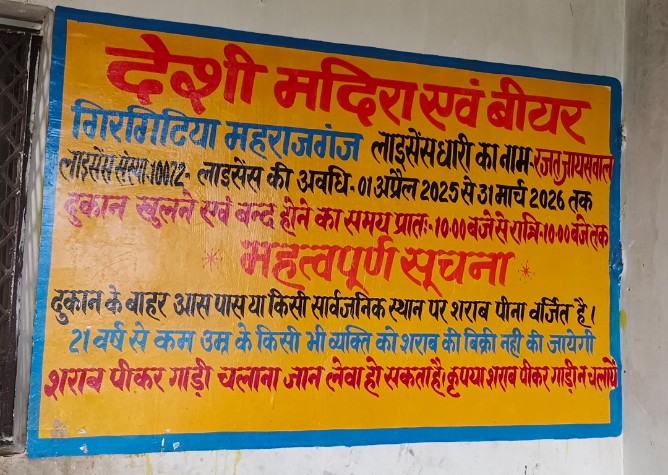 देशी मदिरा एवं बीयर
गिरमिटिया महराजगंज लाइसेंसधारी का नाम- रजत जायसवाल
लाइसेंस संख्या-10072- लाइसेंस की अवधि- 01 अप्रैल 2025 से 31 मार्च 2026 तक
दुकान खुलने एवं बन्द होने का समय प्रातः-10:00 बजे से रात्रि-10:00 बजे तक
* महत्वपूर्ण सूचना *
दुकान के बाहर आस पास या किसी सार्वजनिक स्थान पर शराब पीना वर्जित है।
21 वर्ष से कम उम्र के किसी भी व्यक्ति को शराब की बिक्री नही की जायेगी
शराब पीकर गाड़ी चलाना जान लेवा हो सकता है। कृपया शराब पीकर गाड़ी न चलायें